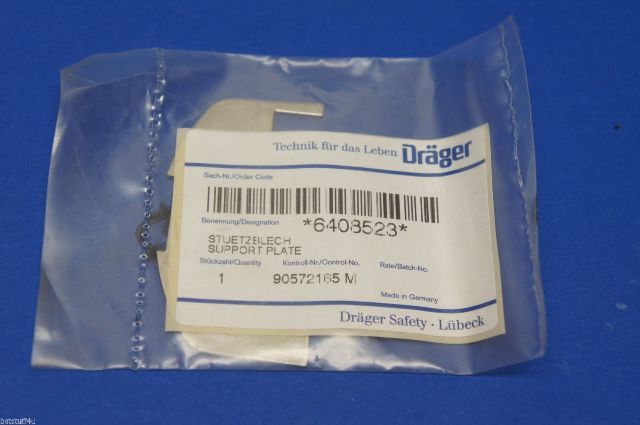 Technik für das Leben Dräger
Sach-Nr./Order Code
Benennung/Designation *6408523*
STUETZBLECH
SUPPORT PLATE
Stückzahl/Quantity Kontroll-Nr./Control-No. Rate/Batch-No.
1 90572165 M
Made in Germany
Dräger Safety · Lübeck
batstuff4u